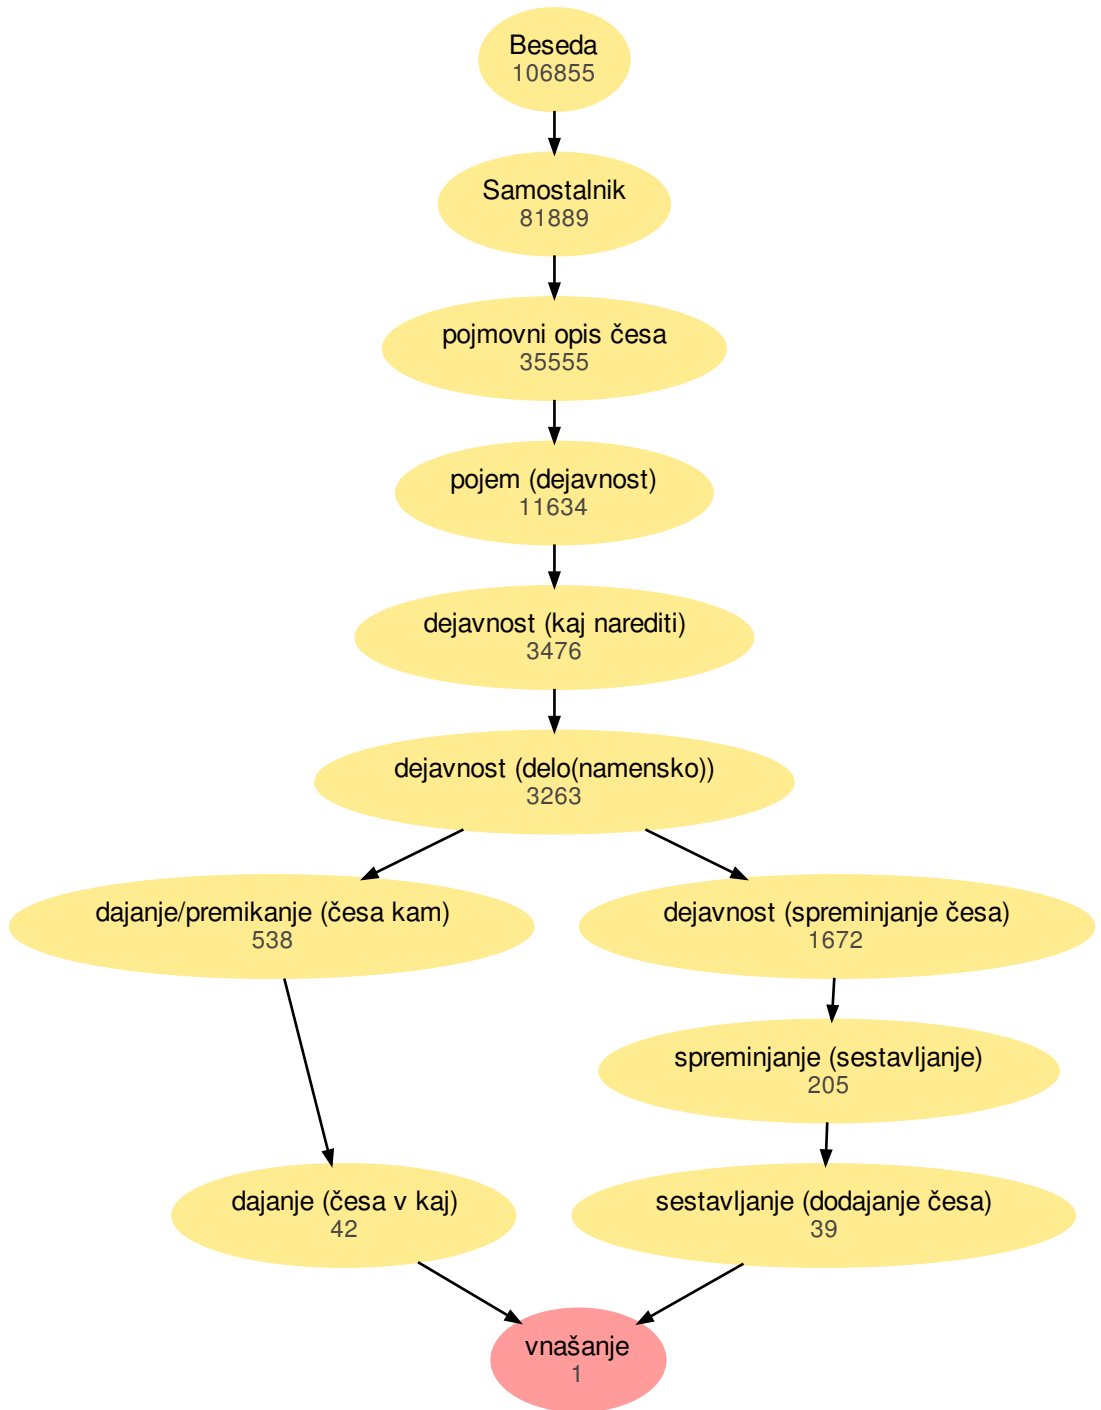 Beseda
106855
Samostalnik
81889
pojmovni opis česa
35555
pojem (dejavnost)
11634
dejavnost (kaj narediti)
3476
dejavnost (delo(namensko))
3263
dajanje/premikanje (česa kam)
538
dejavnost (spreminjanje česa)
1672
spreminjanje (sestavljanje)
205
dajanje (česa v kaj)
42
sestavljanje (dodajanje česa)
39
vnašanje
1